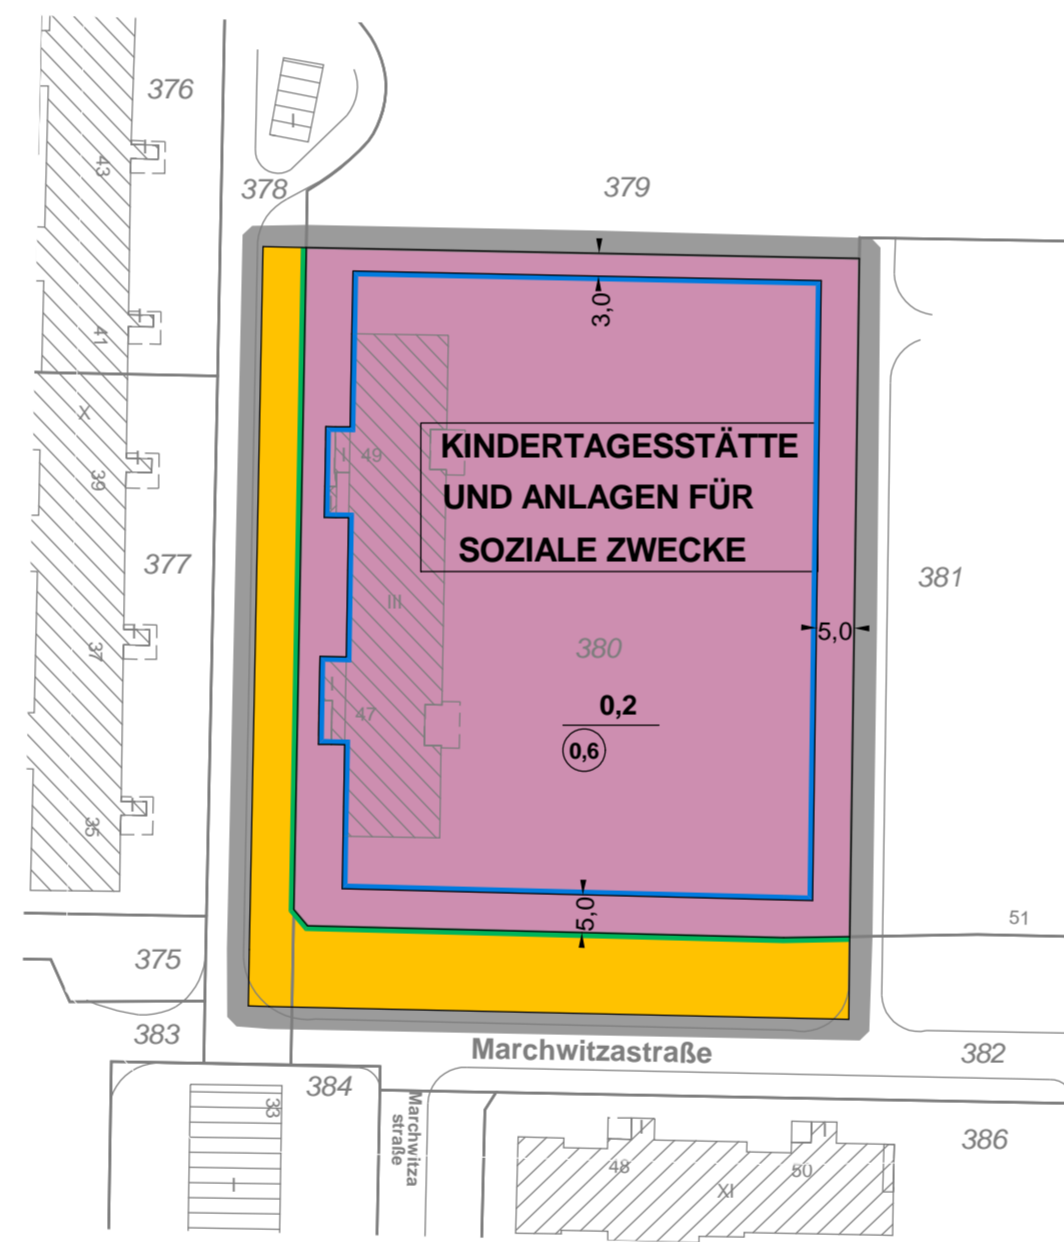 376
43
I
I
378
379
I
41
3,0
X
KINDERTAGESSTÄTTE
UND ANLAGEN FÜR
SOZIALE ZWECKE
I
49
I
39
377
381
III
I
37
5,0
380
I
0,2
47
0,6
I
35
5,0
51
375
383
Marchwitzastraße
382
384
33
Marchwitza
straße
386
I
I
48
50
XI
I